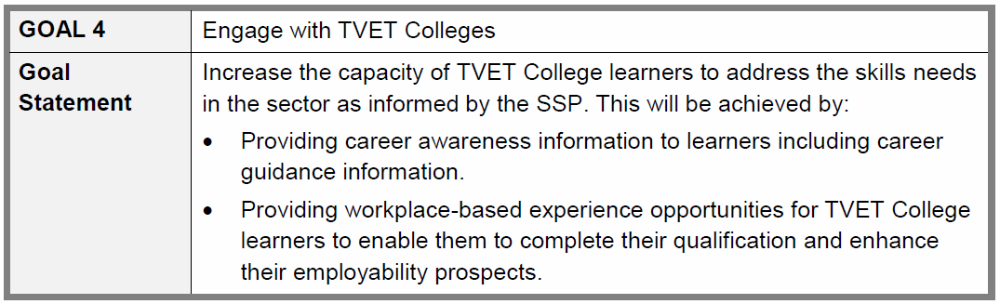 GOAL 4
Engage with TVET Colleges
Goal
Statement
Increase the capacity of TVET College learners to address the skills needs
in the sector as informed by the SSP. This will be achieved by:
• Providing career awareness information to learners including career
guidance information.
• Providing workplace-based experience opportunities for TVET College
learners to enable them to complete their qualification and enhance
their employability prospects.